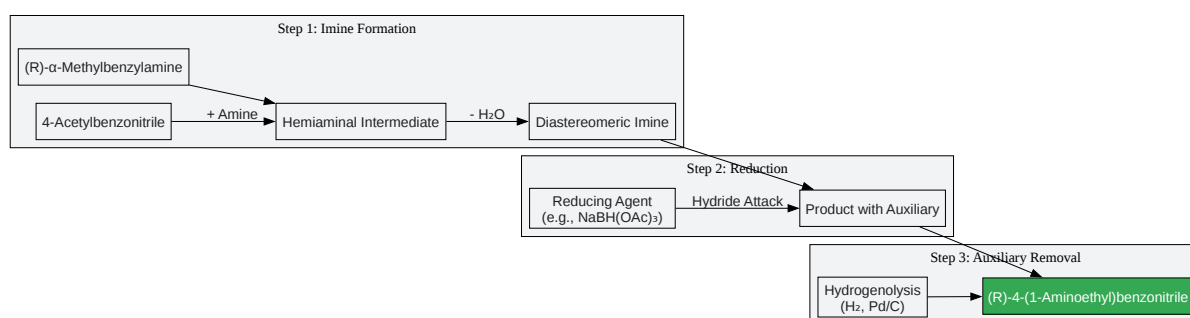 Step 1: Imine Formation
(R)-α-Methylbenzylamine
4-Acetylbenzonitrile
+ Amine
Hemiaminal Intermediate
- H₂O
Diastereomeric Imine
Step 2: Reduction
Reducing Agent
(e.g., NaBH(OAc)₃)
Hydride Attack
Product with Auxiliary
Step 3: Auxiliary Removal
Hydrogenolysis
(H₂, Pd/C)
(R)-4-(1-Aminoethyl)benzonitrile